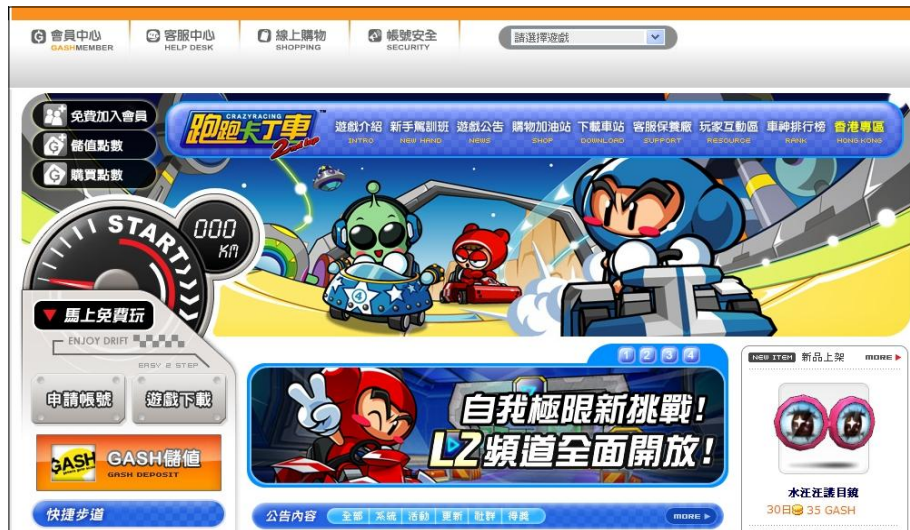 會員中心
GASHMEMBER
客服中心
HELP DESK
線上購物
SHOPPING
帳號安全
SECURITY
請選擇遊戲
免費加入會員
儲值點數
購買點數
CRAZYRACING
跑跑卡丁車
TM
遊戲介紹
INTRO
新手駕訓班
NEW HAND
遊戲公告
NEWS
購物加油站
SHOP
下載車站
DOWNLOAD
客服保養廠
SUPPORT
玩家互動區
RESOURCE
車神排行榜
RANK
香港專區
HONG KONG
START
000
KM
4
馬上免費玩
ENJOY DRIFT
EASY 2 STEP
申請帳號
遊戲下載
GASH
GASH儲值
GASH DEPOSIT
快捷步道
1 2 3 4
自我極限新挑戰!
L2頻道全面開放!
公告內容
全部 系統 活動 更新 社群 得獎
MORE
NEW ITEM 新品上架 MORE
水汪汪護目鏡
30日 35 GASH